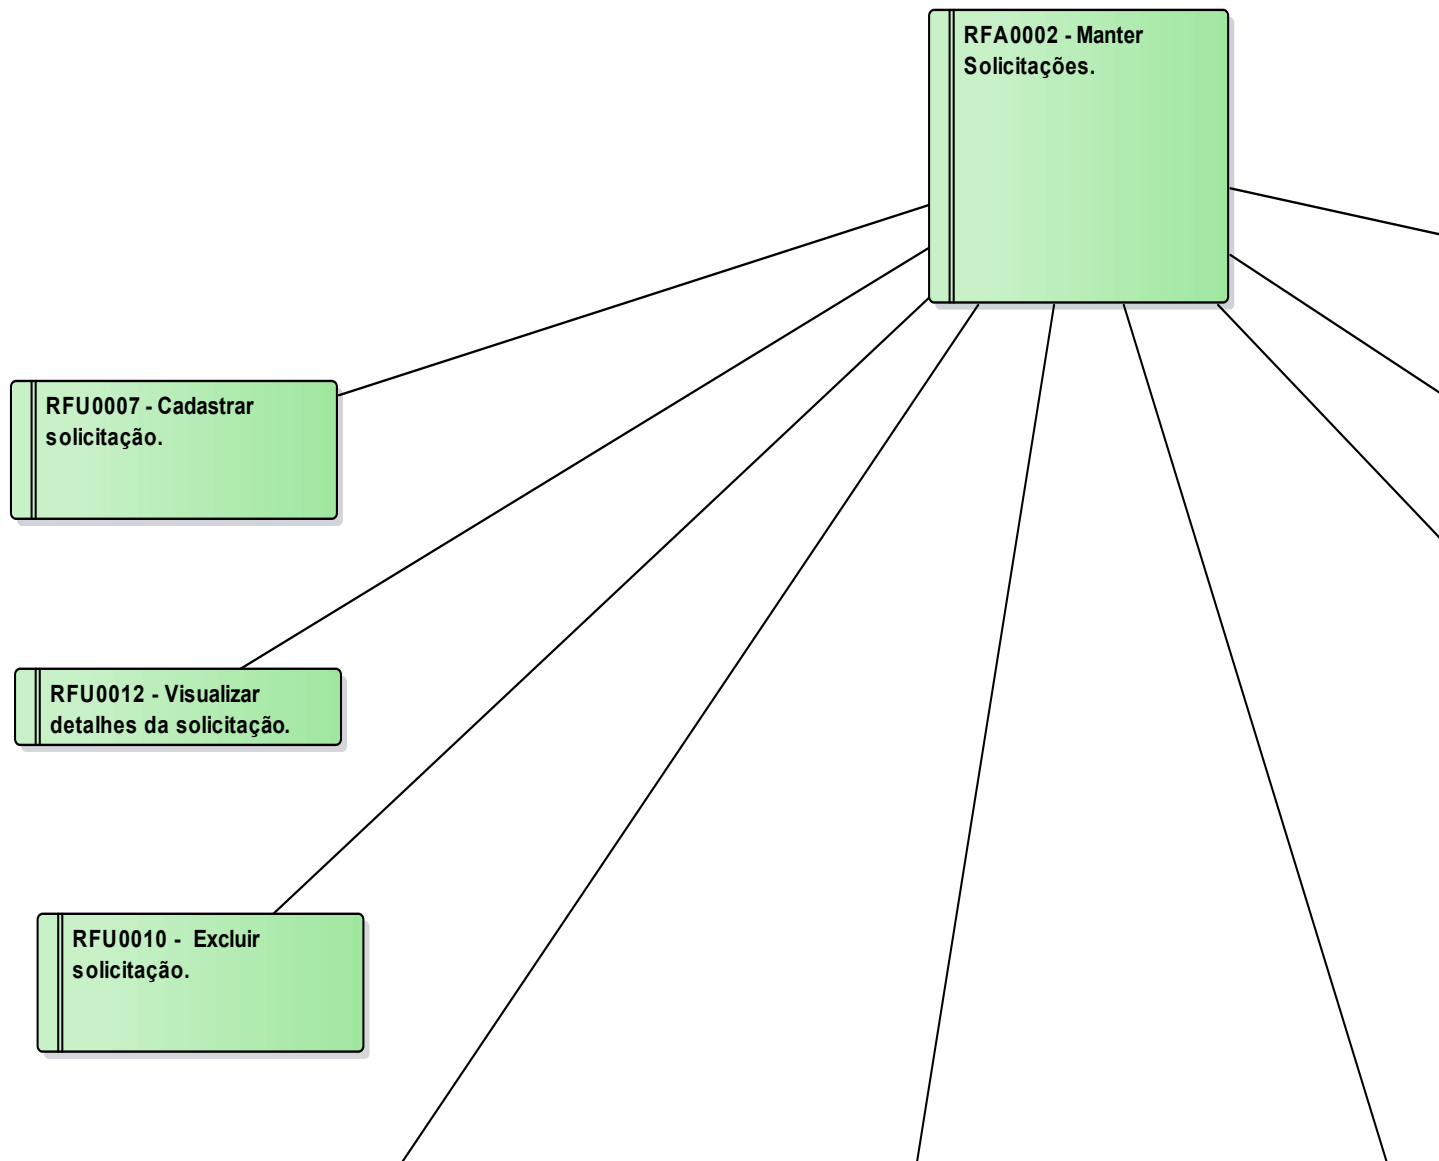 RFA0002 - Manter
Solicitações.
RFU0007 - Cadastrar
solicitação.
RFU0012 - Visualizar
detalhes da solicitação.
RFU0010 -  Excluir
solicitação.